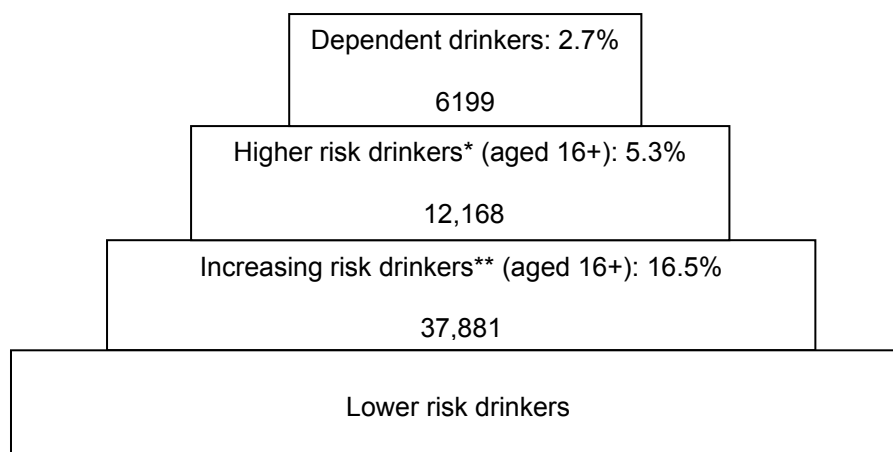 Dependent drinkers: 2.7%
6199
Higher risk drinkers* (aged 16+): 5.3%
12,168
Increasing risk drinkers** (aged 16+): 16.5%
37,881
Lower risk drinkers